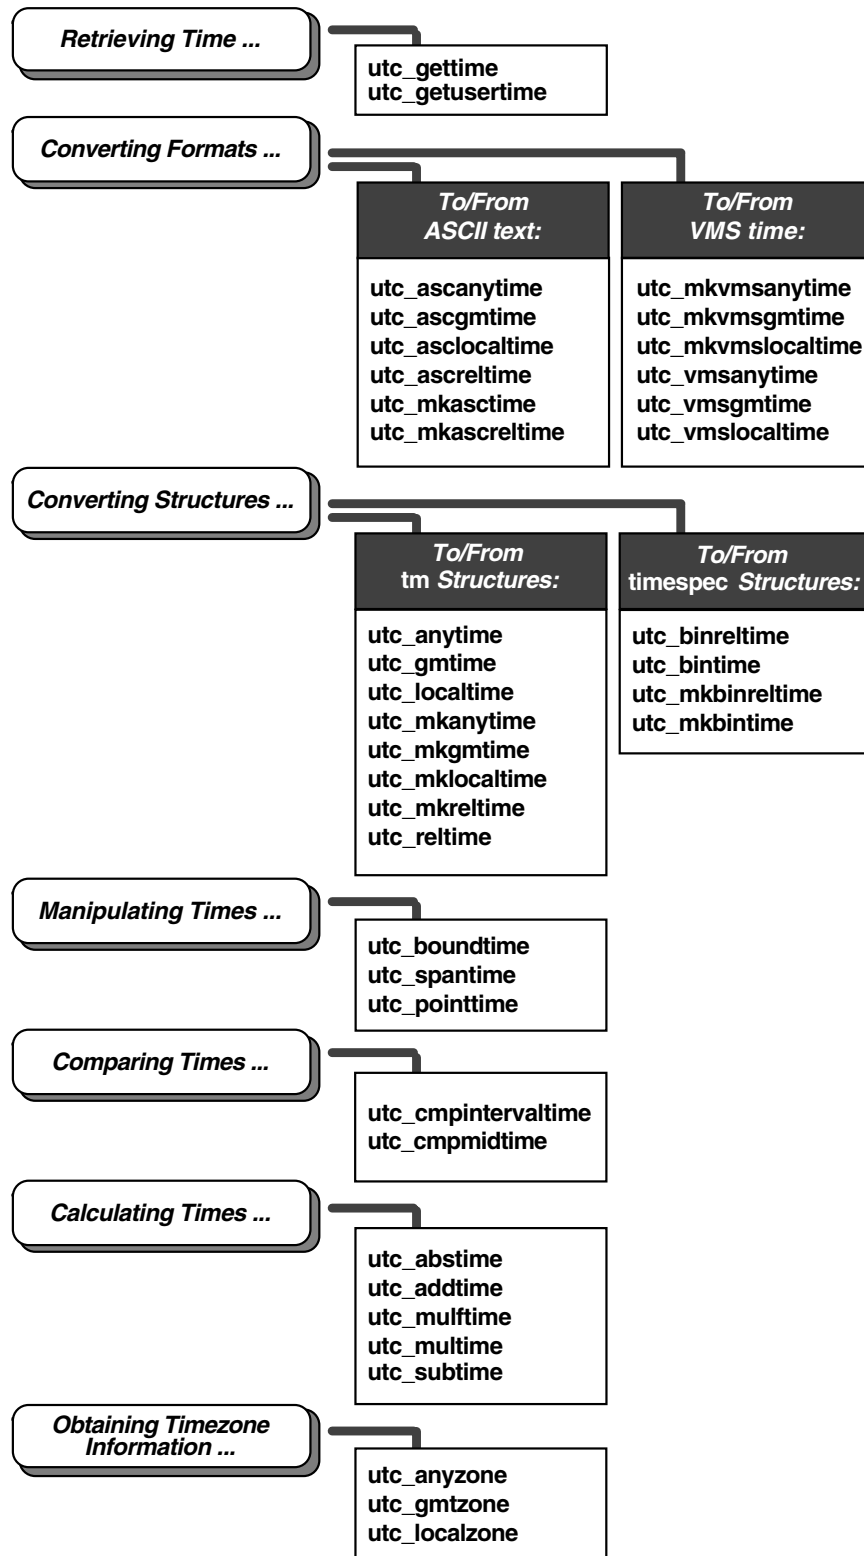 Retrieving Time ...
utc_gettime
utc_getusertime
Converting Formats ...
To/From
ASCII text:
utc_ascanytime
utc_ascgmtime
utc_asclocaltime
utc_ascreltime
utc_mkasctime
utc_mkascreltime
To/From
VMS time:
utc_mkvmsanytime
utc_mkvmsgmtime
utc_mkvmslocaltime
utc_vmsanytime
utc_vmsgmtime
utc_vmslocaltime
Converting Structures ...
To/From
tm Structures:
utc_anytime
utc_gmtime
utc_localtime
utc_mkanytime
utc_mkgmtime
utc_mklocaltime
utc_mkreltime
utc_reltime
To/From
timespec Structures:
utc_binreltime
utc_bintime
utc_mkbinreltime
utc_mkbintime
Manipulating Times ...
utc_boundtime
utc_spantime
utc_pointtime
Comparing Times ...
utc_cmpintervaltime
utc_cmpmidtime
Calculating Times ...
utc_abstime
utc_addtime
utc_mulftime
utc_multime
utc_subtime
Obtaining Timezone
Information ...
utc_anyzone
utc_gmtzone
utc_localzone